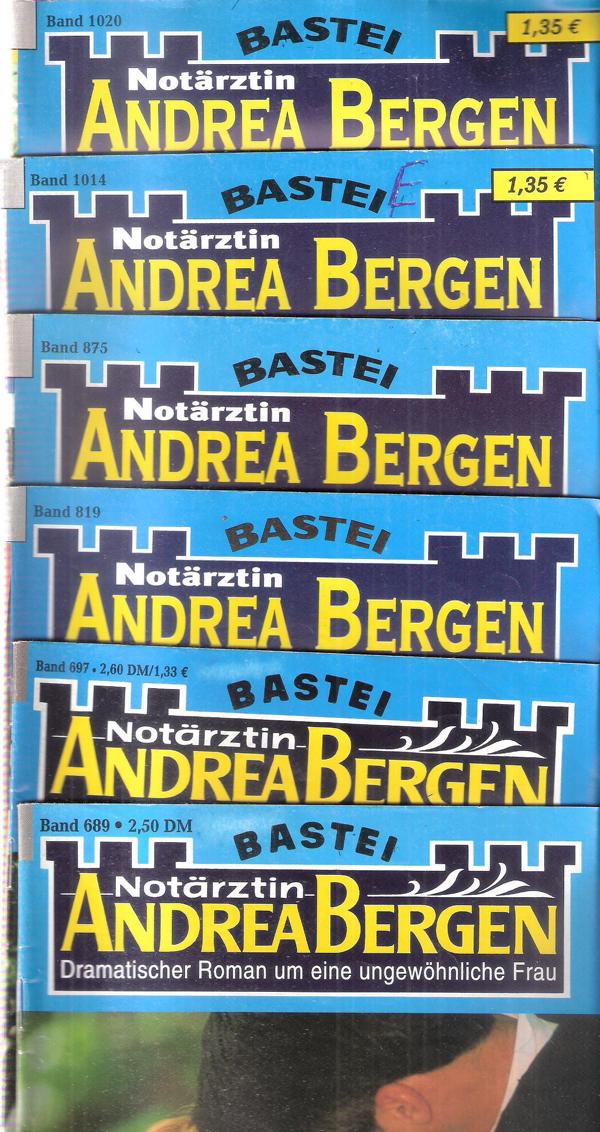 Band 1020
BASTEI
1,35 €
Notärztin
ANDREA BERGEN
Band 1014
BASTEI E
1,35 €
Notärztin
ANDREA BERGEN
Band 875
BASTEI
Notärztin
ANDREA BERGEN
Band 819
BASTEI
Notärztin
ANDREA BERGEN
Band 697 • 2,60 DM/1,33 €
BASTEI
Notärztin
ANDREA BERGEN
Band 689 • 2,50 DM
BASTEI
Notärztin
ANDREA BERGEN
Dramatischer Roman um eine ungewöhnliche Frau